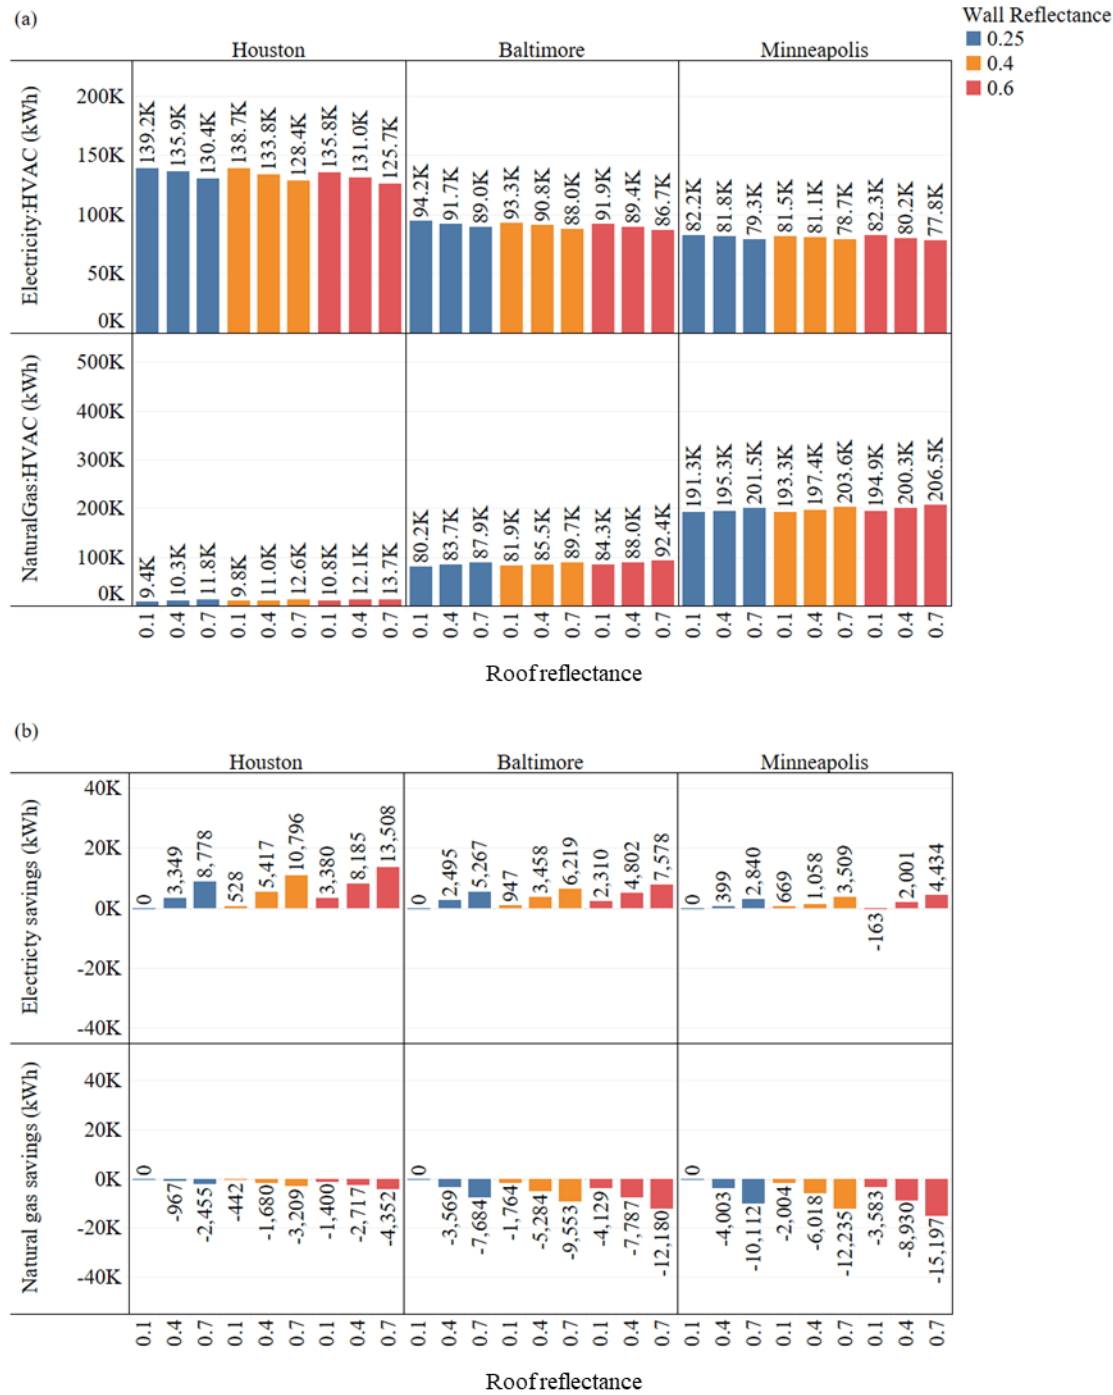 (a)
Wall Reflectance
0.25
0.4
0.6
Houston Baltimore Minneapolis
Electricity:HVAC (kWh)
200K
150K
100K
50K
0K
139.2K 135.9K 130.4K 138.7K 133.8K 128.4K 135.8K 131.0K 125.7K
94.2K 91.7K 89.0K 93.3K 90.8K 88.0K 91.9K 89.4K 86.7K
82.2K 81.8K 79.3K 81.5K 81.1K 78.7K 82.3K 80.2K 77.8K
NaturalGas:HVAC (kWh)
500K
400K
300K
200K
100K
0K
9.4K 10.3K 11.8K 9.8K 11.0K 12.6K 10.8K 12.1K 13.7K
80.2K 83.7K 87.9K 81.9K 85.5K 89.7K 84.3K 88.0K 92.4K
191.3K 195.3K 201.5K 193.3K 197.4K 203.6K 194.9K 200.3K 206.5K
0.1 0.4 0.7 0.1 0.4 0.7 0.1 0.4 0.7 0.1 0.4 0.7 0.1 0.4 0.7 0.1 0.4 0.7 0.1 0.4 0.7 0.1 0.4 0.7 0.1 0.4 0.7
Roof reflectance
(b)
Houston Baltimore Minneapolis
Electricty savings (kWh)
40K
20K
0K
-20K
-40K
0 3,349 8,778 528 5,417 10,796 3,380 8,185 13,508
0 2,495 5,267 947 3,458 6,219 2,310 4,802 7,578
0 399 2,840 669 1,058 3,509 -163 2,001 4,434
Natural gas savings (kWh)
40K
20K
0K
-20K
-40K
0 -967 -2,455 -442 -1,680 -3,209 -1,400 -2,717 -4,352
0 -3,569 -7,684 -1,764 -5,284 -9,553 -4,129 -7,787 -12,180
0 -4,003 -10,112 -2,004 -6,018 -12,235 -3,583 -8,930 -15,197
0.1 0.4 0.7 0.1 0.4 0.7 0.1 0.4 0.7 0.1 0.4 0.7 0.1 0.4 0.7 0.1 0.4 0.7 0.1 0.4 0.7 0.1 0.4 0.7 0.1 0.4 0.7
Roof reflectance